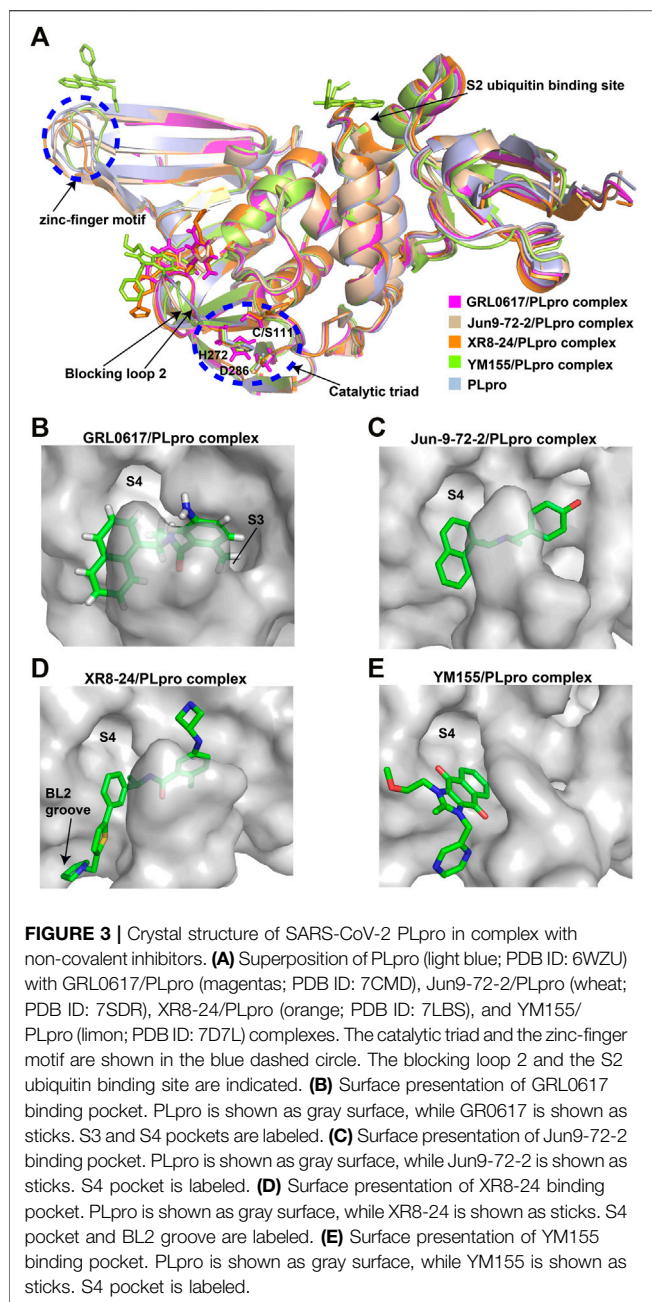 A
S2 ubiquitin binding site
zinc-finger motif
C/S111
H272
D286
Blocking loop 2
Catalytic triad
GRL0617/PLpro complex
Jun9-72-2/PLpro complex
XR8-24/PLpro complex
YM155/PLpro complex
PLpro
B
GRL0617/PLpro complex
S4
S3
C
Jun-9-72-2/PLpro complex
S4
D
XR8-24/PLpro complex
S4
BL2
groove
E
YM155/PLpro complex
S4
FIGURE 3 | Crystal structure of SARS-CoV-2 PLpro in complex with
non-covalent inhibitors. (A) Superposition of PLpro (light blue; PDB ID: 6WZU)
with GRL0617/PLpro (magentas; PDB ID: 7CMD), Jun9-72-2/PLpro (wheat;
PDB ID: 7SDR), XR8-24/PLpro (orange; PDB ID: 7LBS), and YM155/
PLpro (limon; PDB ID: 7D7L) complexes. The catalytic triad and the zinc-finger
motif are shown in the blue dashed circle. The blocking loop 2 and the S2
ubiquitin binding site are indicated. (B) Surface presentation of GRL0617
binding pocket. PLpro is shown as gray surface, while GR0617 is shown as
sticks. S3 and S4 pockets are labeled. (C) Surface presentation of Jun9-72-2
binding pocket. PLpro is shown as gray surface, while Jun9-72-2 is shown as
sticks. S4 pocket is labeled. (D) Surface presentation of XR8-24 binding
pocket. PLpro is shown as gray surface, while XR8-24 is shown as sticks. S4
pocket and BL2 groove are labeled. (E) Surface presentation of YM155
binding pocket. PLpro is shown as gray surface, while YM155 is shown as
sticks. S4 pocket is labeled.